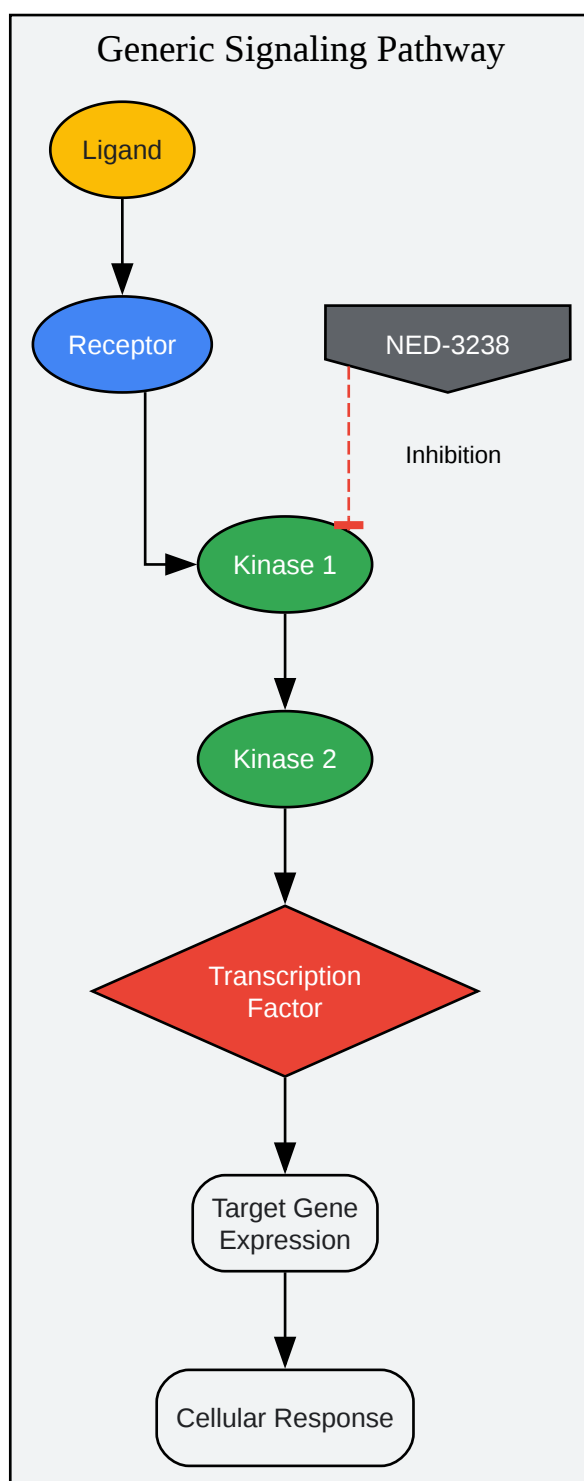 Generic Signaling Pathway
Ligand
Receptor
NED-3238
Inhibition
Kinase 1
Kinase 2
Transcription
Factor
Target Gene
Expression
Cellular Response